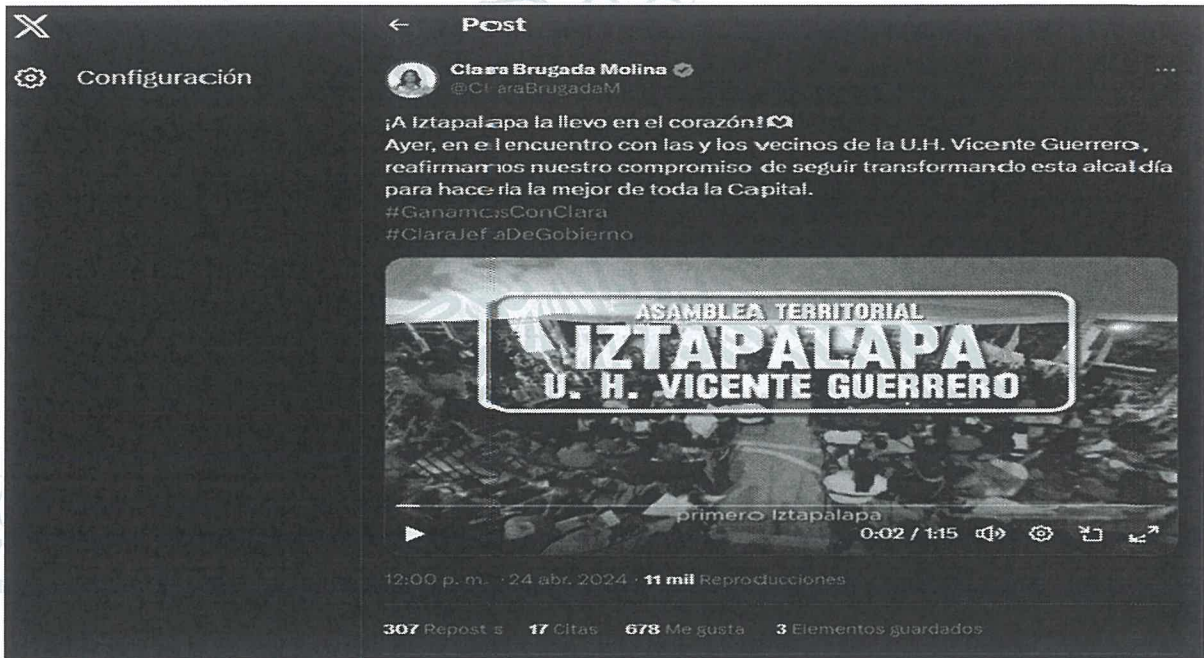 ← Post
Configuración
Clara Brugada Molina
@ClaraBrugadaM
¡A Iztapalapa la llevo en el corazón!
Ayer, en el encuentro con las y los vecinos de la U.H. Vicente Guerrero,
reafirmamos nuestro compromiso de seguir transformando esta alcaldía
para hacerla la mejor de toda la Capital.
#GanamosConClara
#ClaraJefaDeGobierno
ASAMBLEA TERRITORIAL
IZTAPALAPA
U. H. VICENTE GUERRERO
primero Iztapalapa
0:02 / 1:15
12:00 p. m. · 24 abr. 2024 · 11 mil Reproducciones
307 Reposts 17 Citas 678 Me gusta 3 Elementos guardados